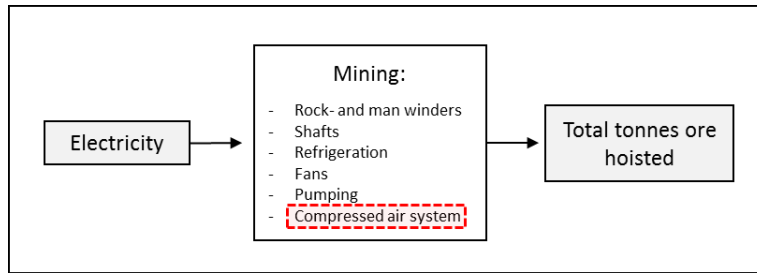 Mining:
- Rock- and man winders
- Shafts
- Refrigeration
- Fans
- Pumping
- Compressed air system
Electricity
Total tonnes ore
hoisted